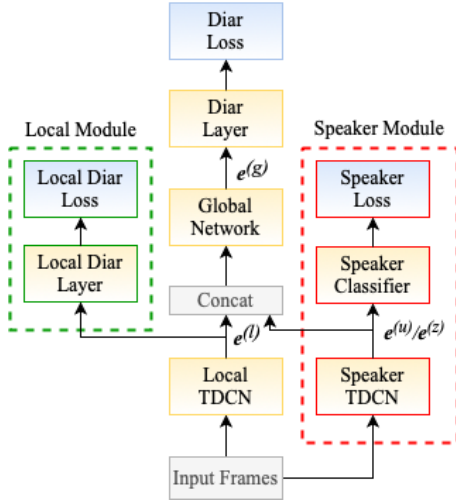 Diar
Loss
Diar
Layer
Local Module
Speaker Module
e(g)
Local Diar
Loss
Global
Network
Speaker
Loss
Local Diar
Layer
Speaker
Classifier
Concat
e(l)
e(u)/e(z)
Local
TDCN
Speaker
TDCN
Input Frames